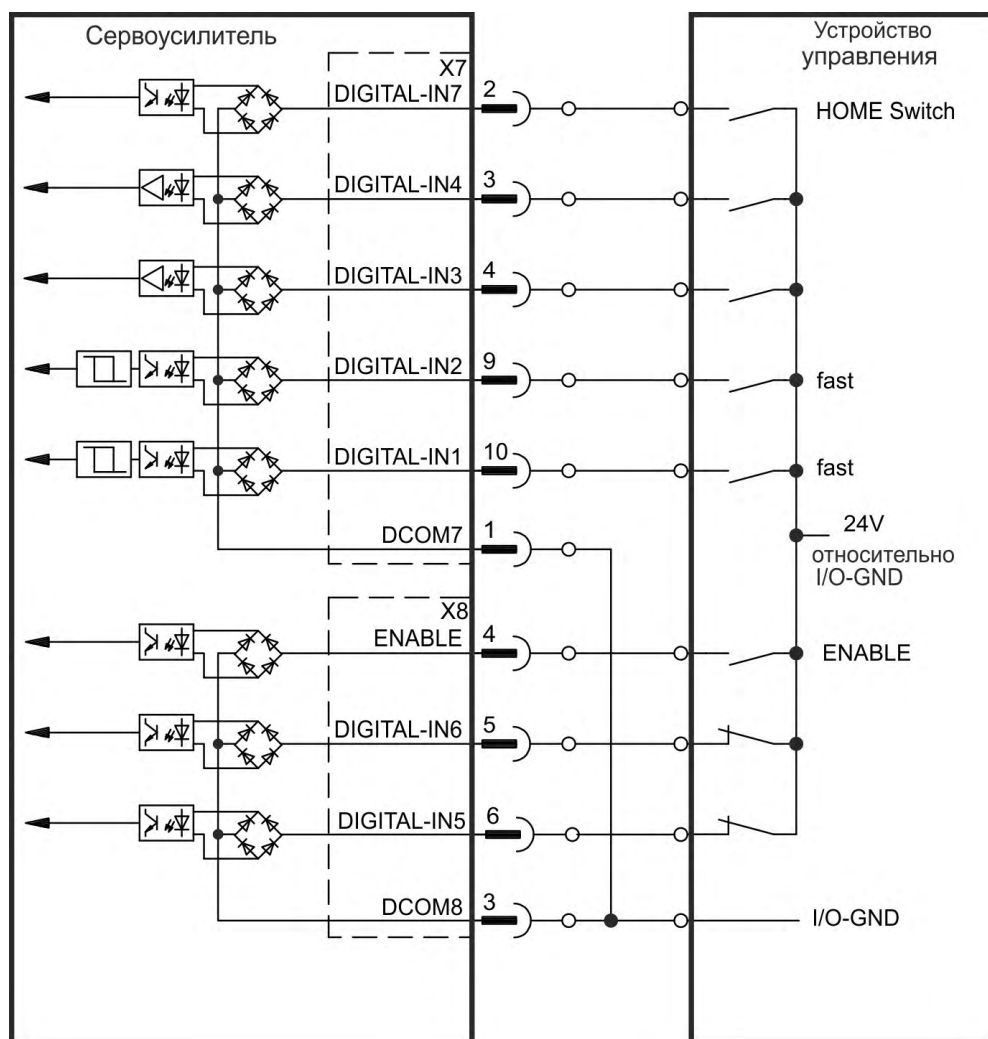 Сервоусилитель
Устройство
управления
X7
DIGITAL-IN7
2
HOME Switch
DIGITAL-IN4
3
DIGITAL-IN3
4
DIGITAL-IN2
9
fast
DIGITAL-IN1
10
fast
DCOM7
1
24V
относительно
I/O-GND
X8
ENABLE
4
ENABLE
DIGITAL-IN6
5
DIGITAL-IN5
6
DCOM8
3
I/O-GND